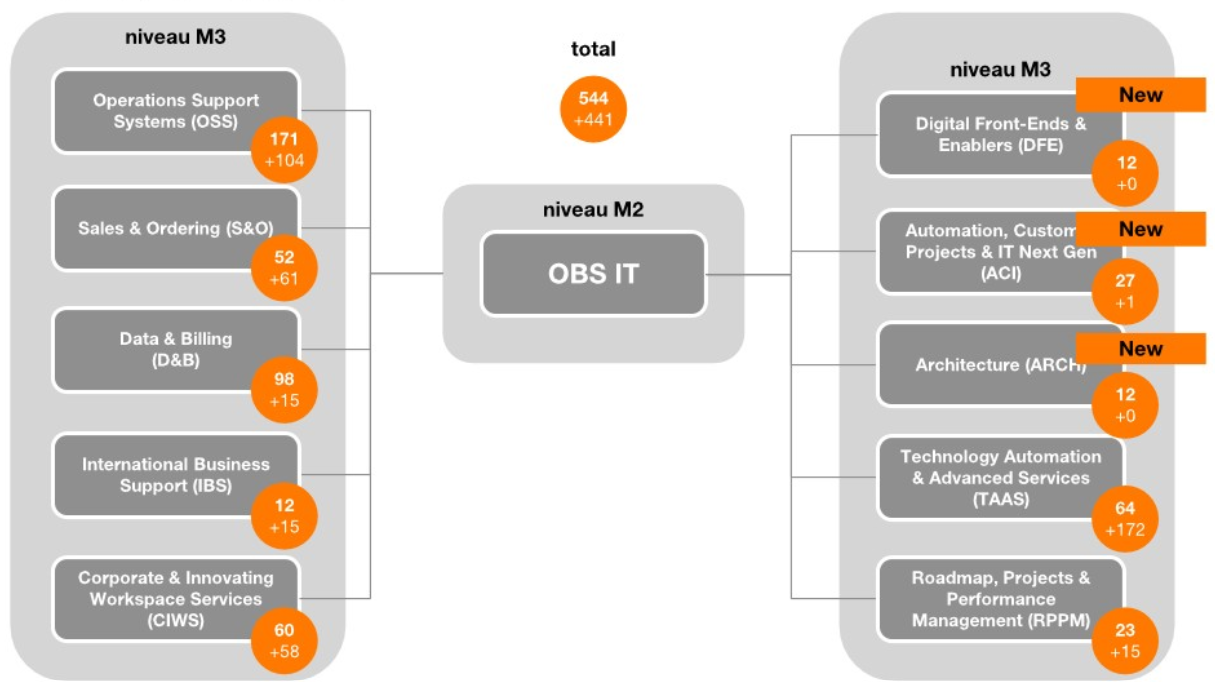 niveau M3
Operations Support
Systems (OSS)
171
+104
Sales & Ordering (S&O)
52
+61
Data & Billing
(D&B)
98
+15
International Business
Support (IBS)
12
+15
Corporate & Innovating
Workspace Services
(CIWS)
60
+58
total
544
+441
niveau M2
OBS IT
niveau M3
New
Digital Front-Ends &
Enablers (DFE)
12
+0
New
Automation, Custom
Projects & IT Next Gen
(ACI)
27
+1
New
Architecture (ARCH)
12
+0
Technology Automation
& Advanced Services
(TAAS)
64
+172
Roadmap, Projects &
Performance
Management (RPPM)
23
+15